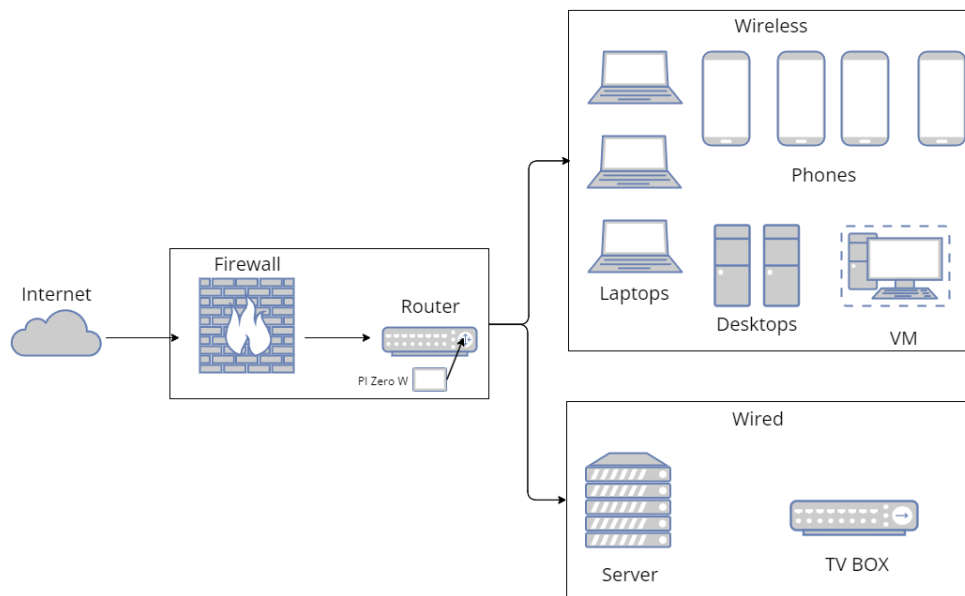 Internet
Firewall
Router
PI Zero W
Wireless
Phones
Laptops
Desktops
VM
Wired
Server
TV BOX